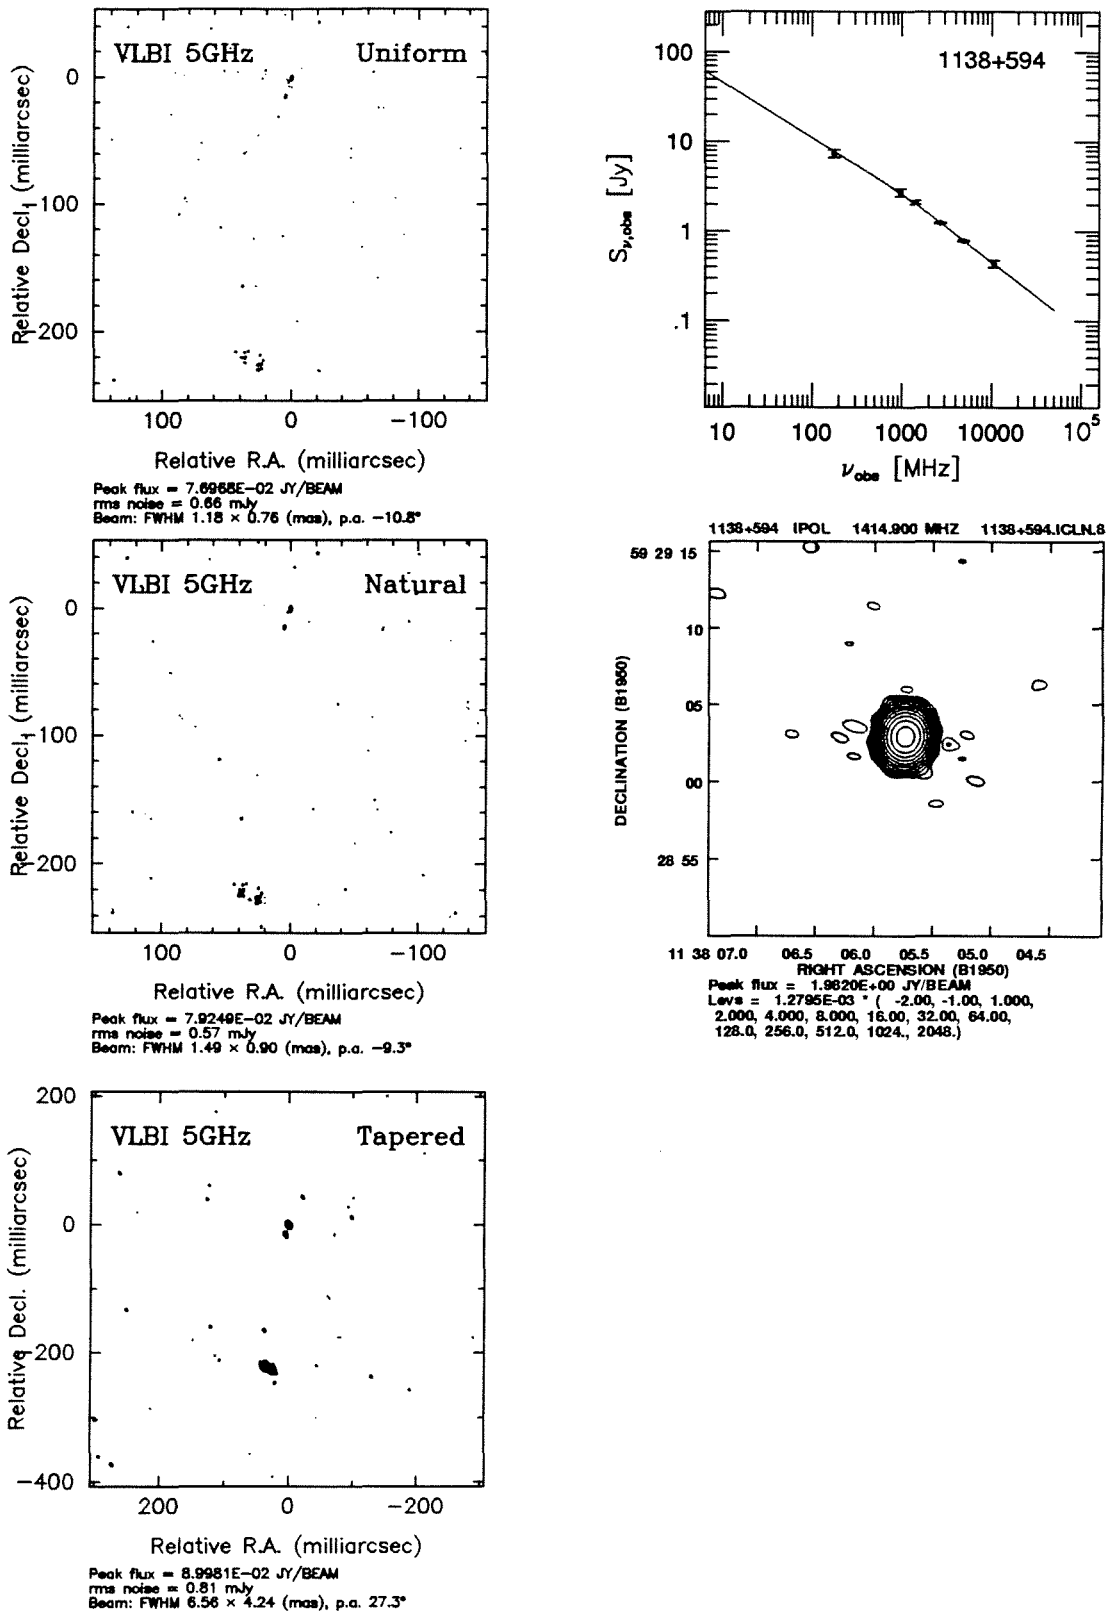 VLBI 5GHz Uniform
Relative Decl. (milliarcsec)
0
−100
−200
100 0 −100
Relative R.A. (milliarcsec)
Peak flux = 7.6968E−02 JY/BEAM
rms noise = 0.66 mJy
Beam: FWHM 1.18 × 0.76 (mas), p.a. −10.8°
1138+594
S_ν,obs [Jy]
100
10
1
.1
10 100 1000 10000 10^5
ν_obs [MHz]
VLBI 5GHz Natural
Relative Decl. (milliarcsec)
0
−100
−200
100 0 −100
Relative R.A. (milliarcsec)
Peak flux = 7.9249E−02 JY/BEAM
rms noise = 0.57 mJy
Beam: FWHM 1.49 × 0.90 (mas), p.a. −9.3°
1138+594 IPOL 1414.900 MHZ 1138+594.ICLN.8
DECLINATION (B1950)
59 29 15
10
05
00
28 55
11 38 07.0 06.5 06.0 05.5 05.0 04.5
RIGHT ASCENSION (B1950)
Peak flux = 1.9620E+00 JY/BEAM
Levs = 1.2795E-03 * ( -2.00, -1.00, 1.000,
2.000, 4.000, 8.000, 16.00, 32.00, 64.00,
128.0, 256.0, 512.0, 1024., 2048.)
VLBI 5GHz Tapered
Relative Decl. (milliarcsec)
200
0
−200
−400
200 0 −200
Relative R.A. (milliarcsec)
Peak flux = 8.9981E−02 JY/BEAM
rms noise = 0.81 mJy
Beam: FWHM 6.56 × 4.24 (mas), p.a. 27.3°